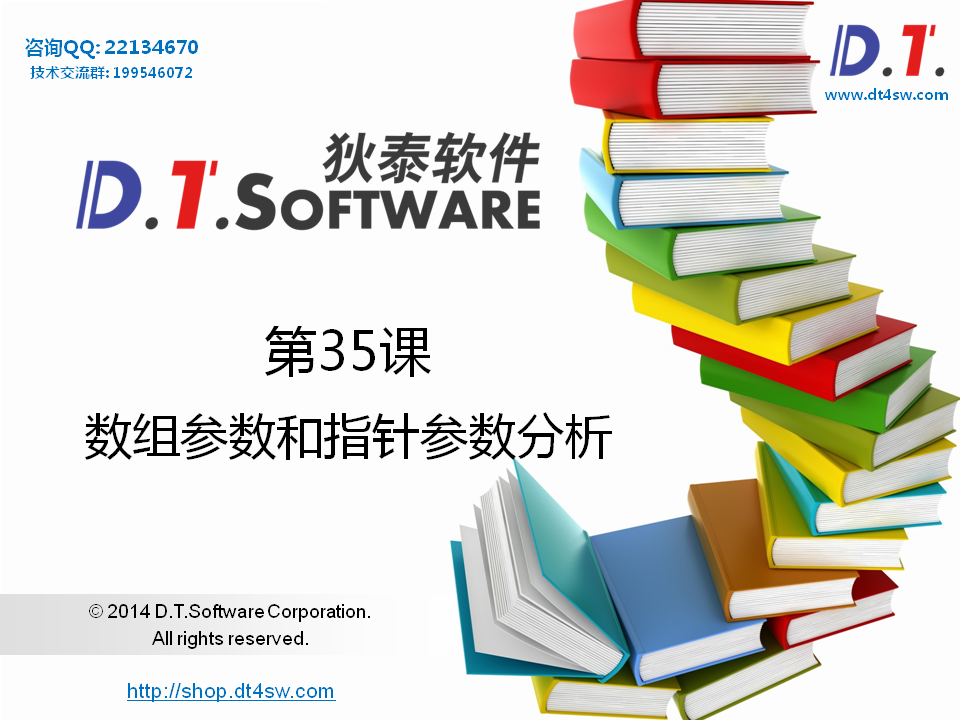 咨询QQ: 22134670
技术交流群: 199546072
D.T.
www.dt4sw.com
狄泰软件
D.T.SOFTWARE
第35课
数组参数和指针参数分析
© 2014 D.T.Software Corporation.
All rights reserved.
http://shop.dt4sw.com